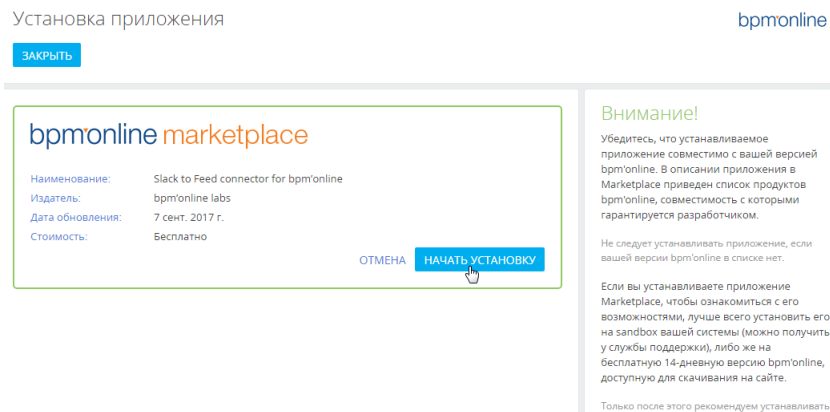 Установка приложения
bpm'online
ЗАКРЫТЬ
bpm'online marketplace
Наименование: Slack to Feed connector for bpm'online
Издатель: bpm'online labs
Дата обновления: 7 сент. 2017 г.
Стоимость: Бесплатно
ОТМЕНА НАЧАТЬ УСТАНОВКУ
Внимание!
Убедитесь, что устанавливаемое
приложение совместимо с вашей версией
bpm'online. В описании приложения в
Marketplace приведен список продуктов
bpm'online, совместимость с которыми
гарантируется разработчиком.
Не следует устанавливать приложение, если
вашей версии bpm'online в списке нет.
Если вы устанавливаете приложение
Marketplace, чтобы ознакомиться с его
возможностями, лучше всего установить его
на sandbox вашей системы (можно получить
у службы поддержки), либо же на
бесплатную 14-дневную версию bpm'online,
доступную для скачивания на сайте.
Только после этого рекомендуем устанавливать